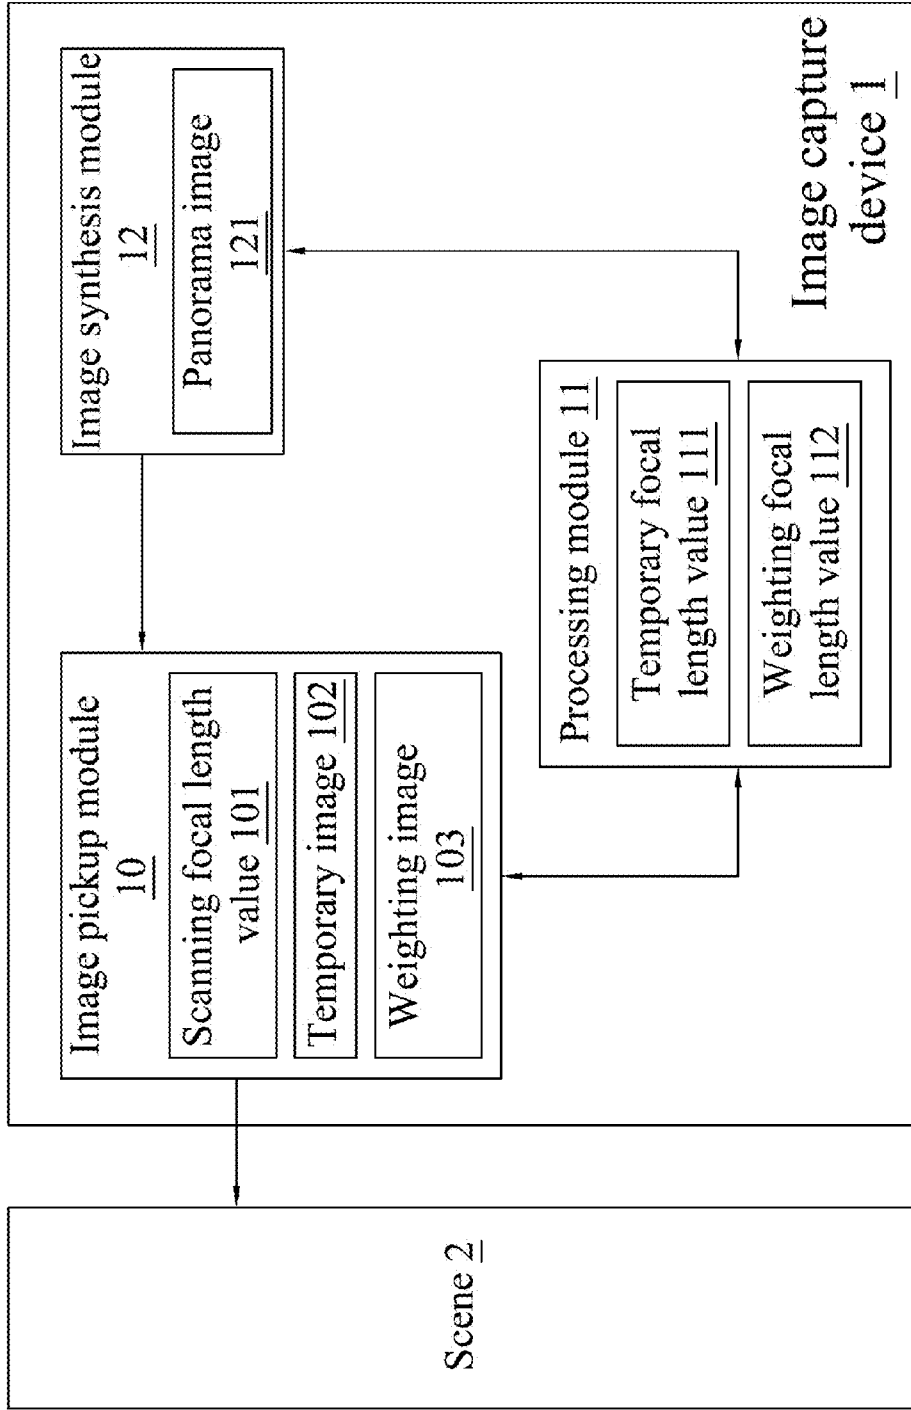 Scene 2
Image pickup module
10
Scanning focal length
value 101
Temporary image 102
Weighting image
103
Image synthesis module
12
Panorama image
121
Processing module 11
Temporary focal
length value 111
Weighting focal
length value 112
Image capture
device 1